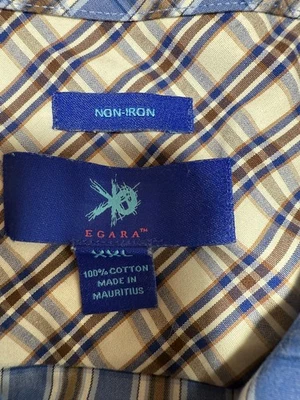 NON-IRON
EGARA™
100% COTTON
MADE IN
MAURITIUS